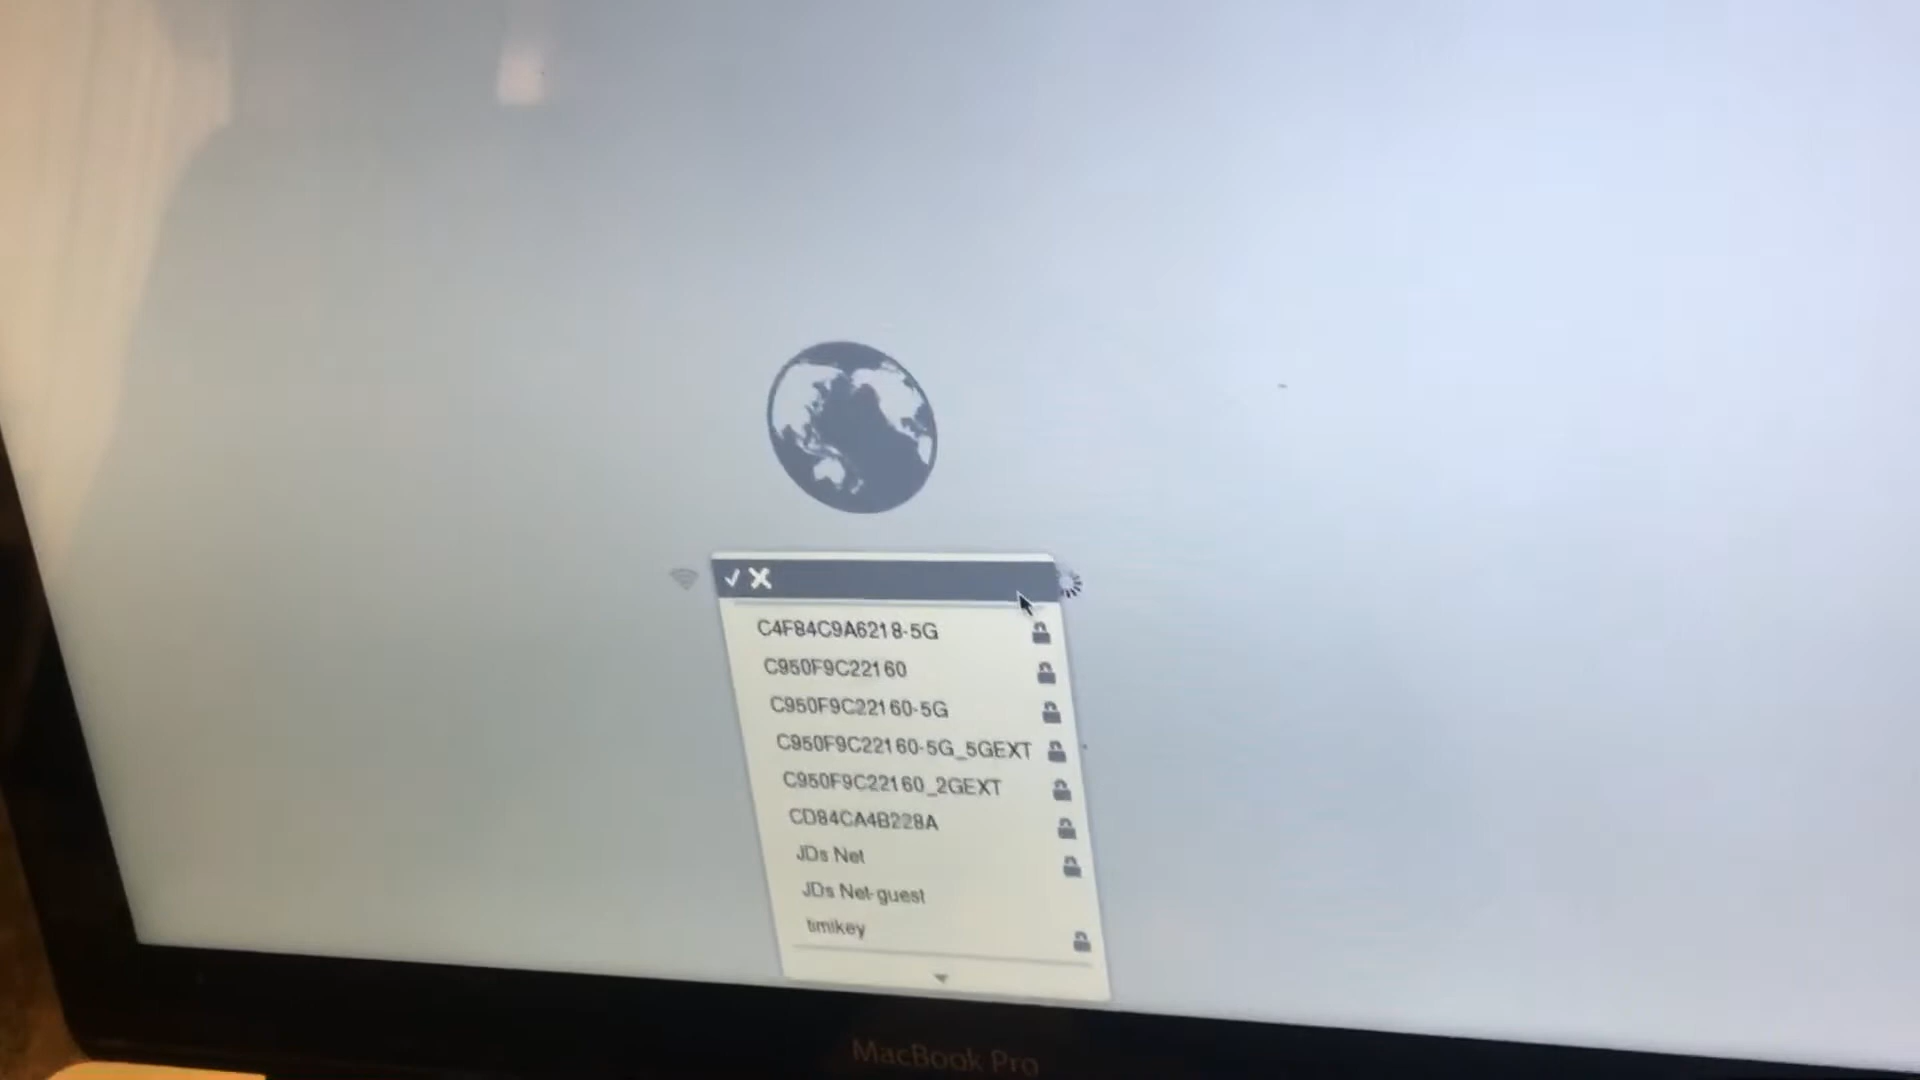 C4F84C9A6218-5G
C950F9C22160
C950F9C22160-5G
C950F9C22160-5G_5GEXT
C950F9C22160_2GEXT
CD84CA4B228A
JDs Net
JDs Net-guest
timikey
MacBook Pro